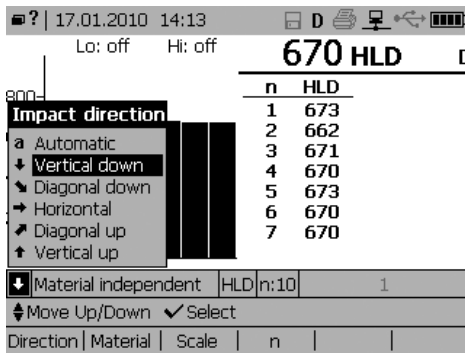 ? 17.01.2010 14:13 D
Lo: off Hi: off 670 HLD
n HLD
800
1 673
2 662
3 671
4 670
5 673
6 670
7 670
Impact direction
a Automatic
Vertical down
Diagonal down
Horizontal
Diagonal up
Vertical up
Material independent HLD n:10 1
Move Up/Down Select
Direction Material Scale n